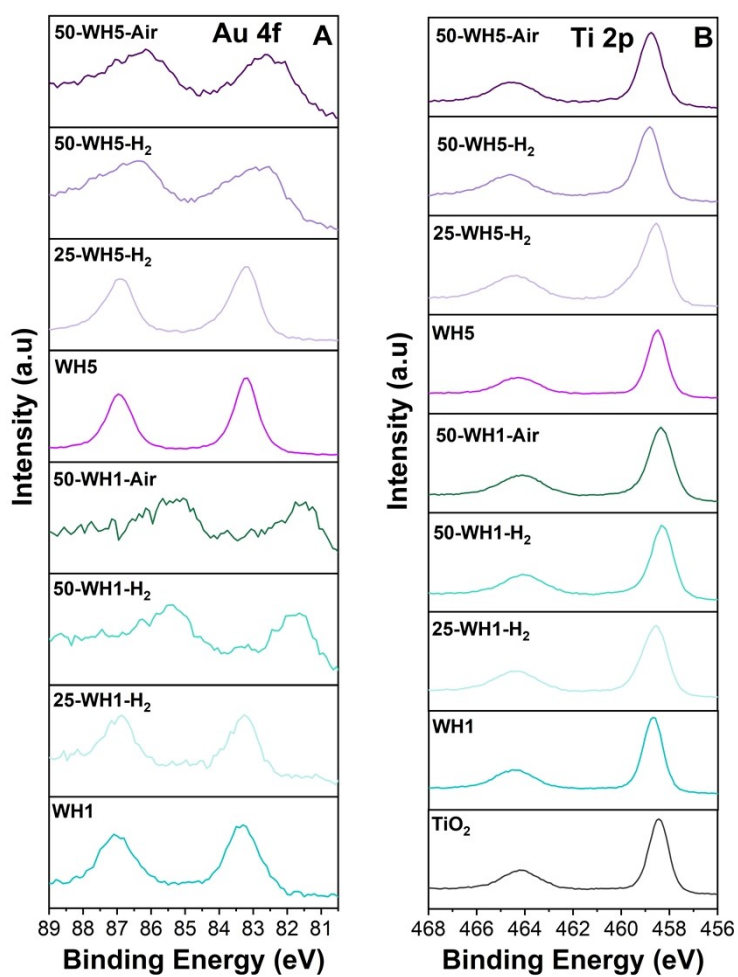 50-WH5-Air
Au 4f
A
50-WH5-H₂
25-WH5-H₂
WH5
50-WH1-Air
50-WH1-H₂
25-WH1-H₂
WH1
Intensity (a.u)
89 87 86 84 83 81
Binding Energy (eV)
50-WH5-Air
Ti 2p
B
50-WH5-H₂
25-WH5-H₂
WH5
50-WH1-Air
50-WH1-H₂
25-WH1-H₂
WH1
TiO₂
Intensity (a.u)
468 466 464 462 460 458 456
Binding Energy (eV)